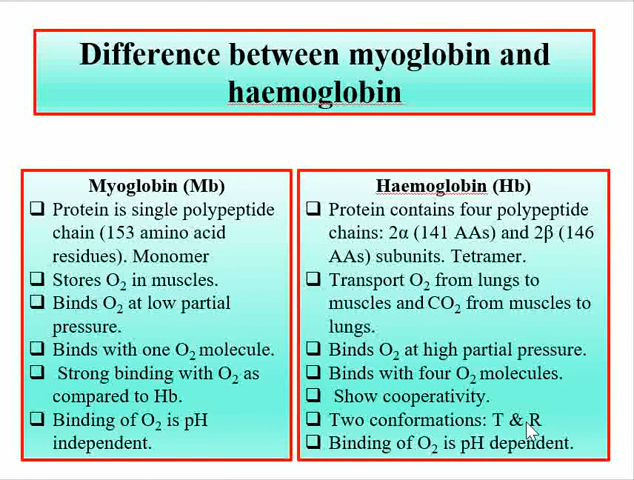 Difference between myoglobin and
haemoglobin
Myoglobin (Mb)
❑ Protein is single polypeptide
chain (153 amino acid
residues). Monomer
❑ Stores O₂ in muscles.
❑ Binds O₂ at low partial
pressure.
❑ Binds with one O₂ molecule.
❑ Strong binding with O₂ as
compared to Hb.
❑ Binding of O₂ is pH
independent.
Haemoglobin (Hb)
❑ Protein contains four polypeptide
chains: 2α (141 AAs) and 2β (146
AAs) subunits. Tetramer.
❑ Transport O₂ from lungs to
muscles and CO₂ from muscles to
lungs.
❑ Binds O₂ at high partial pressure.
❑ Binds with four O₂ molecules.
❑ Show cooperativity.
❑ Two conformations: T & R
❑ Binding of O₂ is pH dependent.